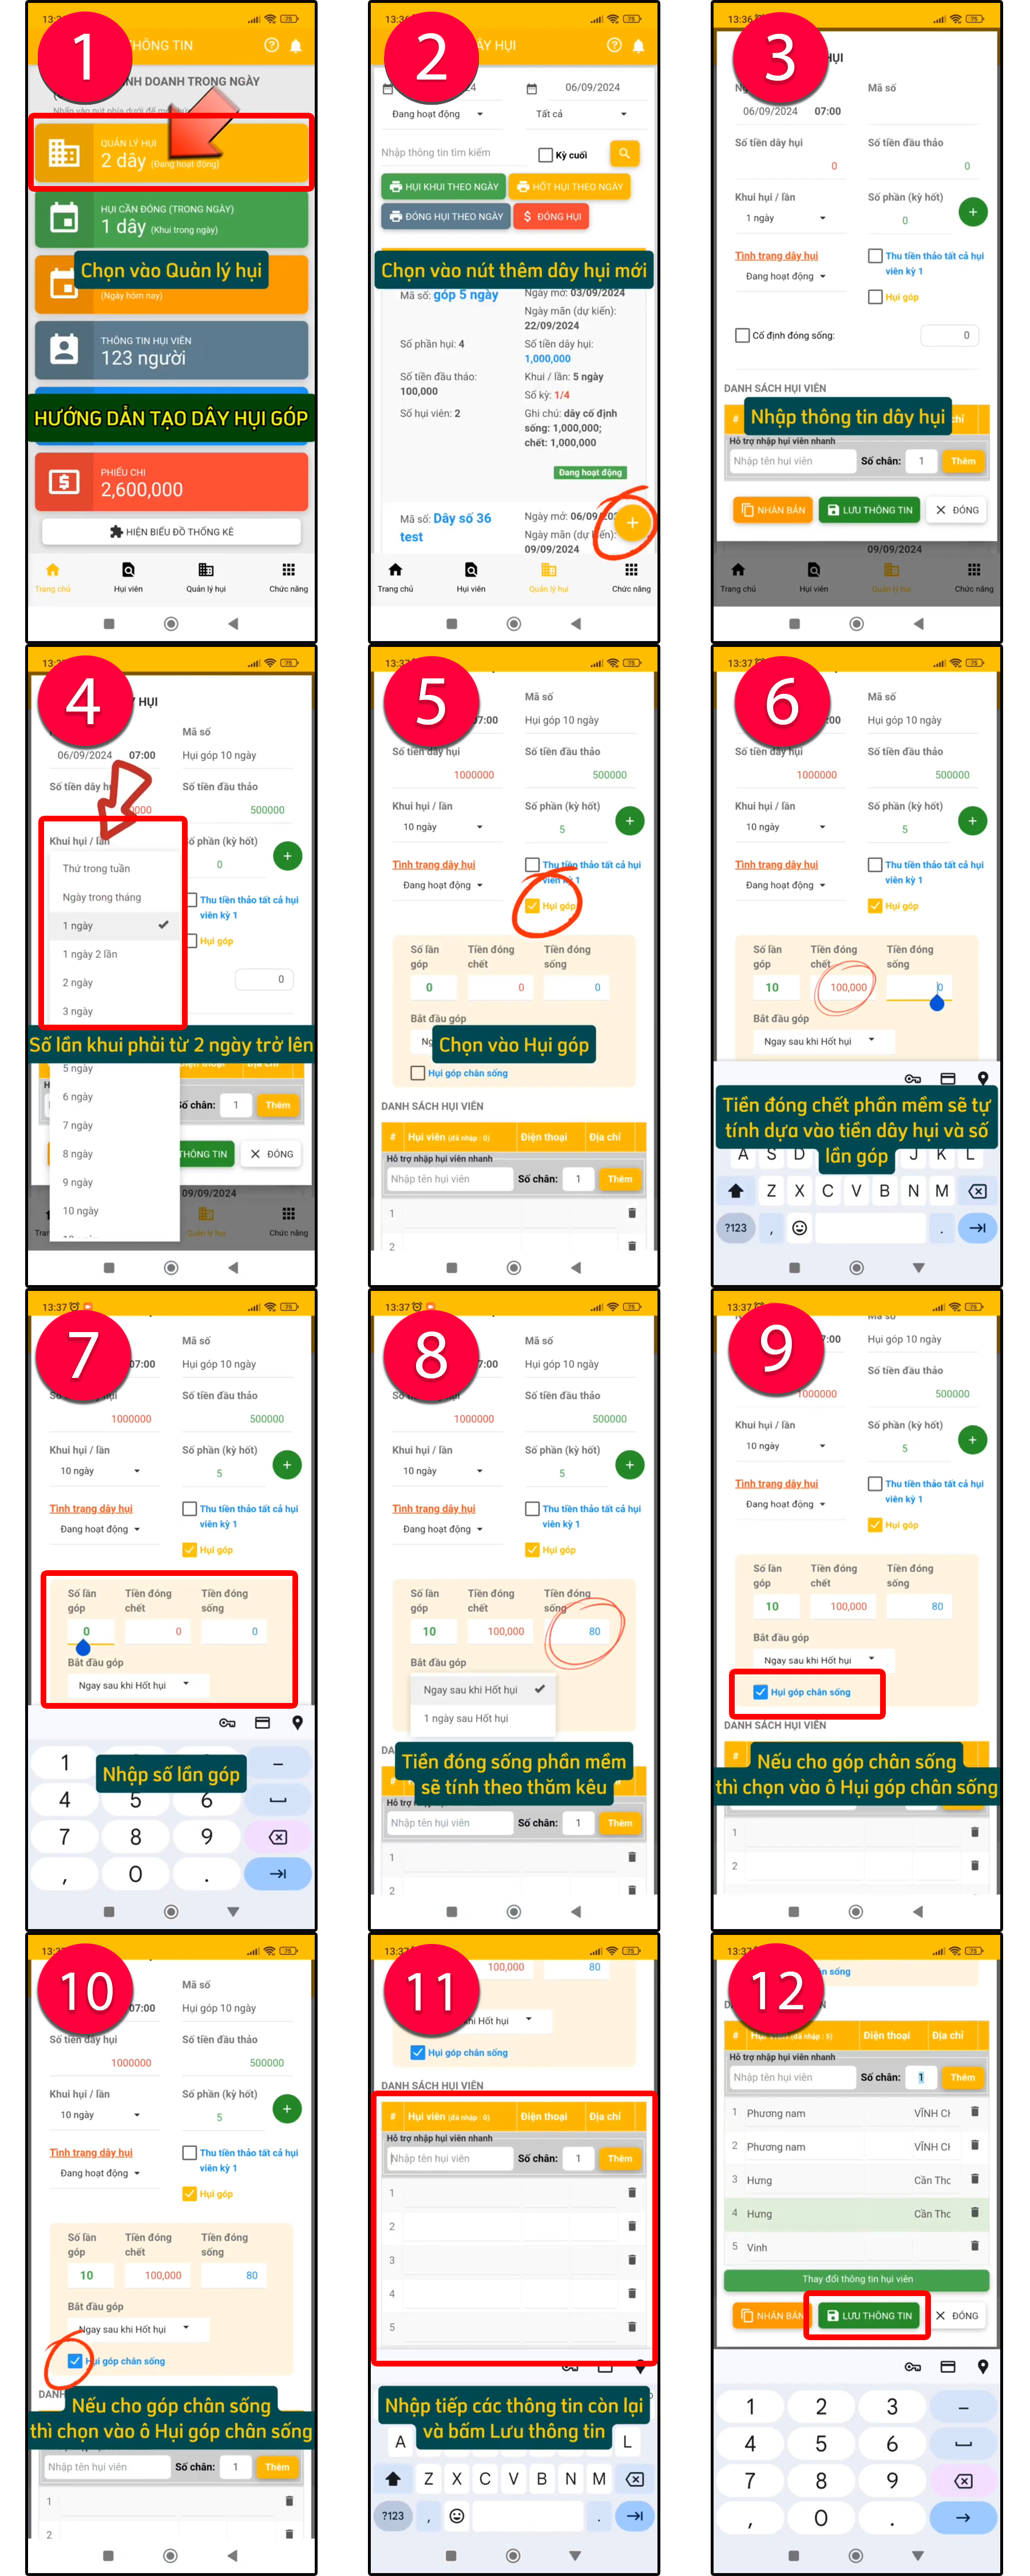 1
THÔNG TIN
NH DOANH TRONG NGÀY
QUẢN LÝ HỤI
2 dây (Đang hoạt động)
HỤI CẦN ĐÓNG (TRONG NGÀY)
1 dây (Khui trong ngày)
Chọn vào Quản lý hụi
(Ngày hôm nay)
THÔNG TIN HỤI VIÊN
123 người
HƯỚNG DẪN TẠO DÂY HỤI GÓP
PHIẾU CHI
2,600,000
HIỆN BIỂU ĐỒ THỐNG KÊ
Trang chủ Hụi viên Quản lý hụi Chức năng
2
ÂY HỤI
06/09/2024
Đang hoạt động Tất cả
Nhập thông tin tìm kiếm Kỳ cuối
HỤI KHUI THEO NGÀY HỐT HỤI THEO NGÀY
ĐÓNG HỤI THEO NGÀY ĐÓNG HỤI
Chọn vào nút thêm dây hụi mới
Mã số: góp 5 ngày Ngày mở: 03/09/2024
Ngày mãn (dự kiến):
22/09/2024
Số phần hụi: 4 Số tiền dây hụi:
1,000,000
Số tiền đầu thảo: Khui / lần: 5 ngày
100,000 Số kỳ: 1/4
Số hụi viên: 2 Ghi chú: dây cố định
sống: 1,000,000;
chết: 1,000,000
Đang hoạt động
Mã số: Dây số 36 Ngày mở: 06/09/202
test Ngày mãn (dự kiến):
09/09/2024
Trang chủ Hụi viên Quản lý hụi Chức năng
13:36
3
HỤI
Mã số
06/09/2024 07:00
Số tiền dây hụi Số tiền đầu thảo
0 0
Khui hụi / lần Số phần (kỳ hốt)
1 ngày 0
Tình trạng dây hụi Thu tiền thảo tất cả hụi
viên kỳ 1
Đang hoạt động
Hụi góp
Cố định đóng sống: 0
DANH SÁCH HỤI VIÊN
Nhập thông tin dây hụi
Hỗ trợ nhập hụi viên nhanh
Nhập tên hụi viên Số chân: 1 Thêm
NHÂN BẢN LƯU THÔNG TIN ĐÓNG
09/09/2024
Trang chủ Hụi viên Quản lý hụi Chức năng
4
Y HỤI
Mã số
06/09/2024 07:00 Hụi góp 10 ngày
Số tiền dây hụ Số tiền đầu thảo
500000
Khui hụi / lần Số phần (kỳ hốt)
0
Thứ trong tuần
Ngày trong tháng
1 ngày
1 ngày 2 lần
2 ngày
3 ngày
Thu tiền thảo tất cả hụi
viên kỳ 1
Hụi góp
0
Số lần khui phải từ 2 ngày trở lên
5 ngày
6 ngày
7 ngày
8 ngày
9 ngày
10 ngày
Số chân: 1 Thêm
THÔNG TIN ĐÓNG
09/09/2024
Quản lý hụi Chức năng
13:37
5
Mã số
07:00 Hụi góp 10 ngày
Số tiền dây hụi Số tiền đầu thảo
1000000 500000
Khui hụi / lần Số phần (kỳ hốt)
10 ngày 5
Tình trạng dây hụi Thu tiền thảo tất cả hụi
viên kỳ 1
Đang hoạt động
Hụi góp
Số lần góp Tiền đóng chết Tiền đóng sống
0 0 0
Bắt đầu góp
Chọn vào Hụi góp
Hụi góp chân sống
DANH SÁCH HỤI VIÊN
# Hụi viên (đã nhập : 0) Điện thoại Địa chỉ
Hỗ trợ nhập hụi viên nhanh
Nhập tên hụi viên Số chân: 1 Thêm
1
2
13:37
6
Mã số
:00 Hụi góp 10 ngày
Số tiền dây hụi Số tiền đầu thảo
1000000 500000
Khui hụi / lần Số phần (kỳ hốt)
10 ngày 5
Tình trạng dây hụi Thu tiền thảo tất cả hụi
viên kỳ 1
Đang hoạt động
Hụi góp
Số lần góp Tiền đóng chết Tiền đóng sống
10 100,000 0
Bắt đầu góp
Ngay sau khi Hốt hụi
Tiền đóng chết phần mềm sẽ tự
tính dựa vào tiền dây hụi và số
lần góp
A S D J K L
Z X C V B N M
?123 , .
13:37
7
Mã số
07:00 Hụi góp 10 ngày
Số tiền đầu thảo
1000000 500000
Khui hụi / lần Số phần (kỳ hốt)
10 ngày 5
Tình trạng dây hụi Thu tiền thảo tất cả hụi
viên kỳ 1
Đang hoạt động
Hụi góp
Số lần góp Tiền đóng chết Tiền đóng sống
0 0 0
Bắt đầu góp
Ngay sau khi Hốt hụi
Nhập số lần góp
1 –
4 5 6
7 8 9
, 0 .
13:37
8
Mã số
7:00 Hụi góp 10 ngày
Số tiền đầu thảo
1000000 500000
Khui hụi / lần Số phần (kỳ hốt)
10 ngày 5
Tình trạng dây hụi Thu tiền thảo tất cả hụi
viên kỳ 1
Đang hoạt động
Hụi góp
Số lần góp Tiền đóng chết Tiền đóng sống
10 100,000 80
Bắt đầu góp
Ngay sau khi Hốt hụi
1 ngày sau Hốt hụi
Tiền đóng sống phần mềm
sẽ tính theo thăm kêu
Nhập tên hụi viên Số chân: 1 Thêm
1
2
13:37
9
:00 Hụi góp 10 ngày
Số tiền đầu thảo
1000000 500000
Khui hụi / lần Số phần (kỳ hốt)
10 ngày 5
Tình trạng dây hụi Thu tiền thảo tất cả hụi
viên kỳ 1
Đang hoạt động
Hụi góp
Số lần góp Tiền đóng chết Tiền đóng sống
10 100,000 80
Bắt đầu góp
Ngay sau khi Hốt hụi
Hụi góp chân sống
DANH SÁCH HỤI VIÊN
Nếu cho góp chân sống
thì chọn vào ô Hụi góp chân sống
1
2
10
Mã số
07:00 Hụi góp 10 ngày
Số tiền dây hụi Số tiền đầu thảo
1000000 500000
Khui hụi / lần Số phần (kỳ hốt)
10 ngày 5
Tình trạng dây hụi Thu tiền thảo tất cả hụi
viên kỳ 1
Đang hoạt động
Hụi góp
Số lần góp Tiền đóng chết Tiền đóng sống
10 100,000 80
Bắt đầu góp
Ngay sau khi Hốt hụi
Hụi góp chân sống
DANH
Nếu cho góp chân sống
thì chọn vào ô Hụi góp chân sống
Nhập tên hụi viên Số chân: 1 Thêm
1
2
13:37
11
100,000 80
khi Hốt hụi
Hụi góp chân sống
DANH SÁCH HỤI VIÊN
# Hụi viên (đã nhập : 0) Điện thoại Địa chỉ
Hỗ trợ nhập hụi viên nhanh
Nhập tên hụi viên Số chân: 1 Thêm
1
2
3
4
5
Nhập tiếp các thông tin còn lại
và bấm Lưu thông tin
A L
Z X C V B N M
?123 , .
13:37
12
n sống
# Hụi viên (đã nhập : 5) Điện thoại Địa chỉ
Hỗ trợ nhập hụi viên nhanh
Nhập tên hụi viên Số chân: 1 Thêm
1 Phương nam VĨNH CH
2 Phương nam VĨNH CH
3 Hưng Cần Thơ
4 Hưng Cần Thơ
5 Vinh
Thay đổi thông tin hụi viên
NHÂN BẢN LƯU THÔNG TIN ĐÓNG
1 2 3 –
4 5 6
7 8 9
, 0 .